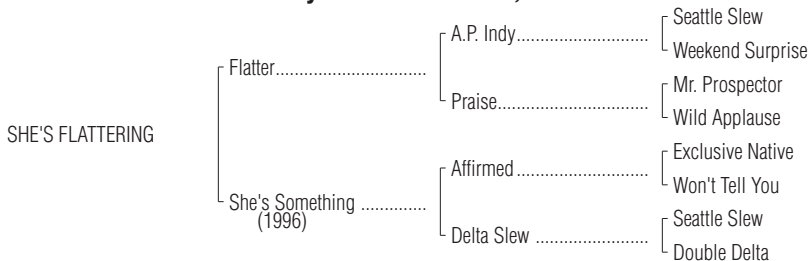 Seattle Slew
A.P. Indy
Weekend Surprise
Flatter
Mr. Prospector
Praise
Wild Applause
SHE'S FLATTERING
Exclusive Native
Affirmed
Won't Tell You
She's Something
(1996)
Seattle Slew
Delta Slew
Double Delta